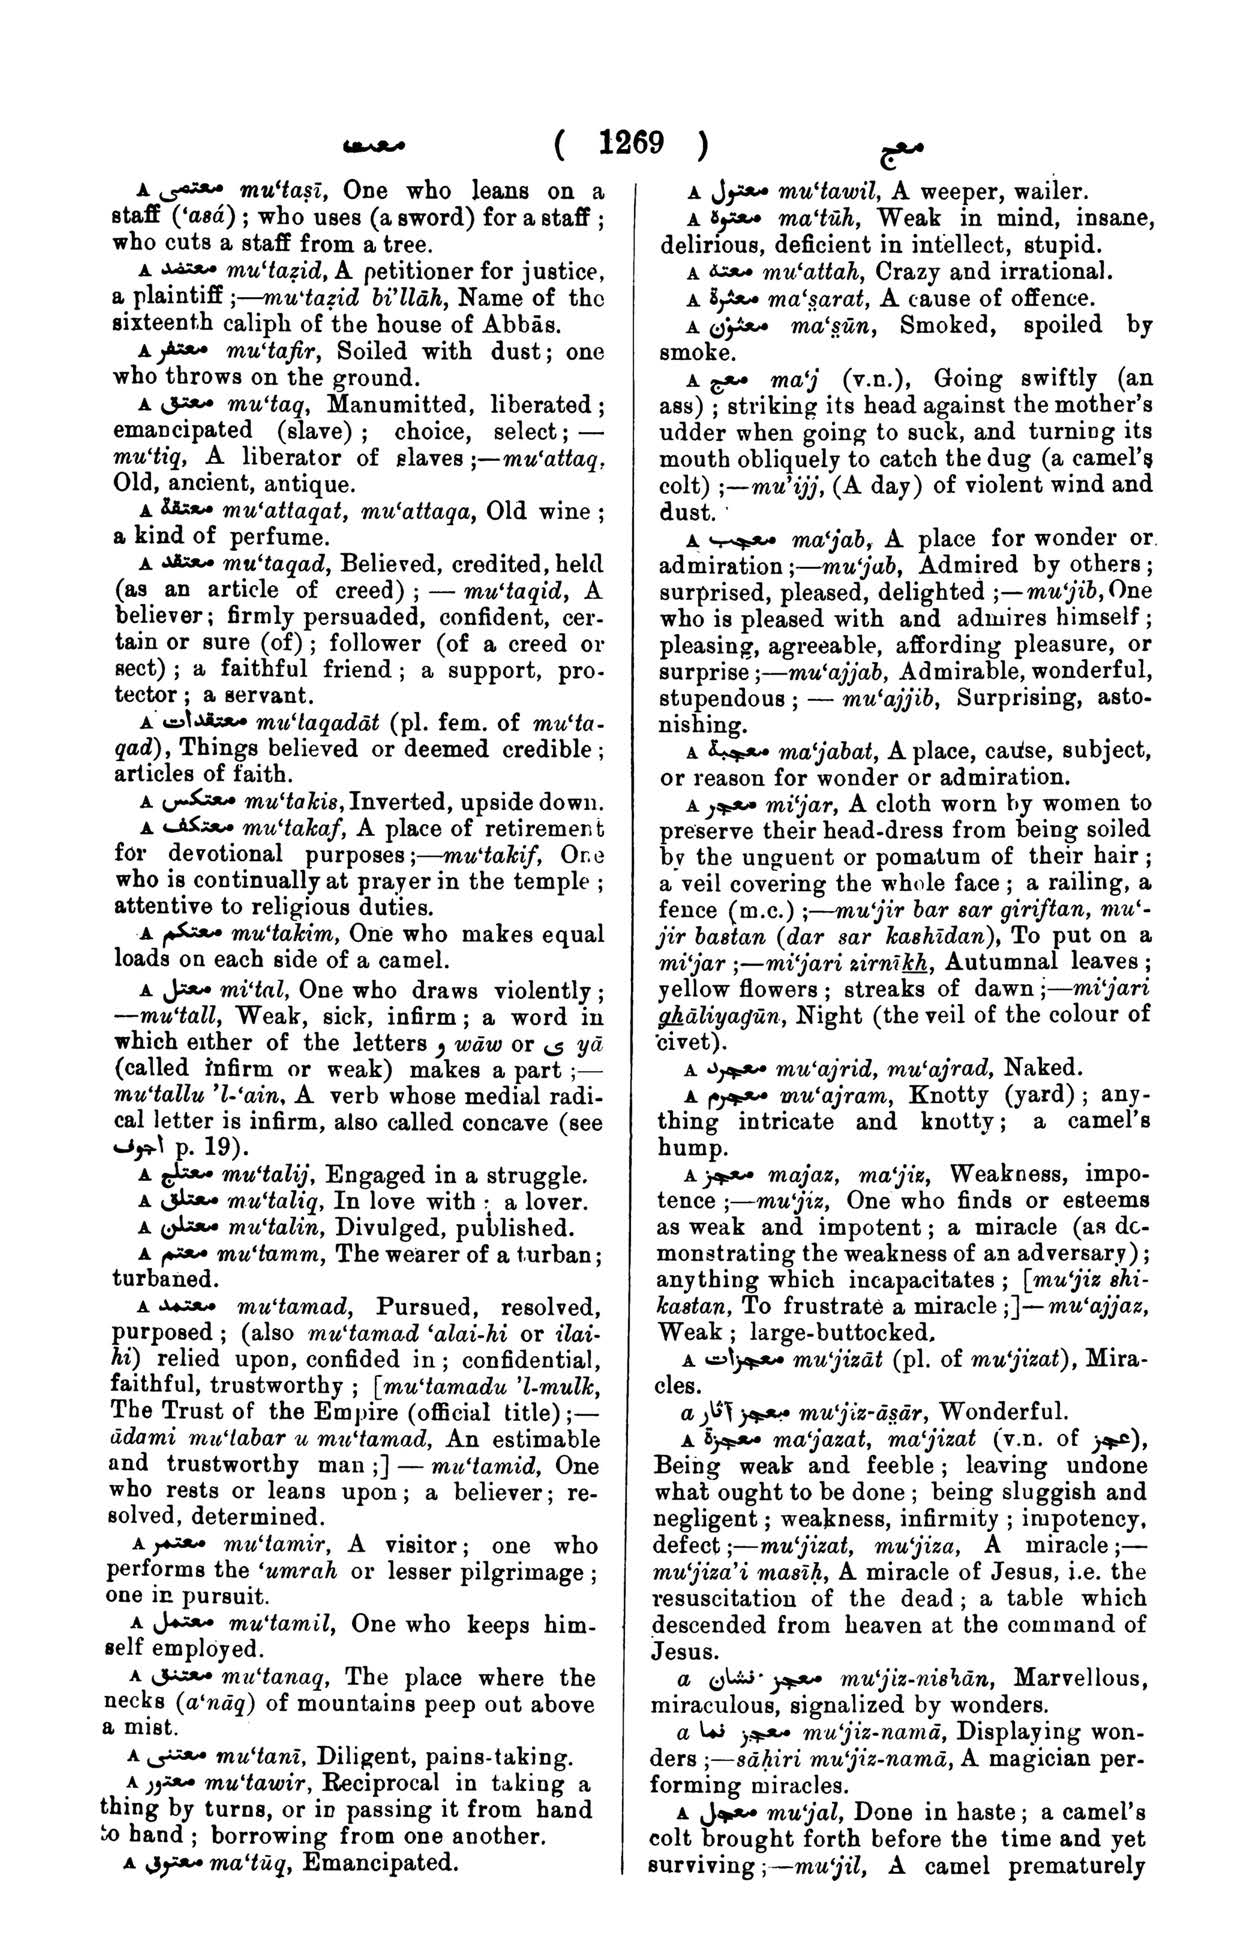 معتص ( 1269 ) معج
A معتصی mu‘taṣī, One who leans on a
staff (‘aṣá) ; who uses (a sword) for a staff ;
who cuts a staff from a tree.
A معتضد mu‘taẓid, A petitioner for justice,
a plaintiff ;—mu‘taẓid bi’llāh, Name of the
sixteenth caliph of the house of Abbās.
A معتفر mu‘tafir, Soiled with dust ; one
who throws on the ground.
A معتق mu‘taq, Manumitted, liberated ;
emancipated (slave) ; choice, select ; —
mu‘tiq, A liberator of slaves ;—mu‘attaq,
Old, ancient, antique.
A معتقة mu‘attaqat, mu‘attaqa, Old wine ;
a kind of perfume.
A معتقد mu‘taqad, Believed, credited, held
(as an article of creed) ; — mu‘taqid, A
believer ; firmly persuaded, confident, cer-
tain or sure (of) ; follower (of a creed or
sect) ; a faithful friend ; a support, pro-
tector ; a servant.
A معتقدات mu‘taqadāt (pl. fem. of mu‘ta-
qad), Things believed or deemed credible ;
articles of faith.
A معتكس mu‘takis, Inverted, upside down.
A معتكف mu‘takaf, A place of retirement
for devotional purposes ;—mu‘takif, One
who is continually at prayer in the temple ;
attentive to religious duties.
A معتكم mu‘takim, One who makes equal
loads on each side of a camel.
A معتل mi‘tal, One who draws violently ;
—mu‘tall, Weak, sick, infirm ; a word in
which either of the letters و wāw or ى yā
(called infirm or weak) makes a part ;—
mu‘tallu ’l-‘ain, A verb whose medial radi-
cal letter is infirm, also called concave (see
اجوف p. 19).
A معتلج mu‘talij, Engaged in a struggle.
A معتلق mu‘taliq, In love with ; a lover.
A معتلن mu‘talin, Divulged, published.
A معتم mu‘tamm, The wearer of a turban ;
turbaned.
A معتمد mu‘tamad, Pursued, resolved,
purposed ; (also mu‘tamad ‘alai-hi or ilai-
hi) relied upon, confided in ; confidential,
faithful, trustworthy ; [mu‘tamadu ’l-mulk,
The Trust of the Empire (official title) ;—
ādami mu‘tabar u mu‘tamad, An estimable
and trustworthy man ;] — mu‘tamid, One
who rests or leans upon ; a believer ; re-
solved, determined.
A معتمر mu‘tamir, A visitor ; one who
performs the ‘umrah or lesser pilgrimage ;
one in pursuit.
A معتمل mu‘tamil, One who keeps him-
self employed.
A معتنق mu‘tanaq, The place where the
necks (a‘nāq) of mountains peep out above
a mist.
A معتنی mu‘tanī, Diligent, pains-taking.
A معتور mu‘tawir, Reciprocal in taking a
thing by turns, or in passing it from hand
to hand ; borrowing from one another.
A معتوق ma‘tūq, Emancipated.
A معتول mu‘tawil, A weeper, wailer.
A معتوه ma‘tūh, Weak in mind, insane,
delirious, deficient in intellect, stupid.
A معته mu‘attah, Crazy and irrational.
A معثرة ma‘s̤arat, A cause of offence.
A معثون ma‘s̤ūn, Smoked, spoiled by
smoke.
A معج ma‘j (v.n.), Going swiftly (an
ass) ; striking its head against the mother’s
udder when going to suck, and turning its
mouth obliquely to catch the dug (a camel’s
colt) ;—mu’ijj, (A day) of violent wind and
dust.
A معجب ma‘jab, A place for wonder or
admiration ;—mu‘jab, Admired by others ;
surprised, pleased, delighted ;—mu‘jib, One
who is pleased with and admires himself ;
pleasing, agreeable, affording pleasure, or
surprise ;—mu‘ajjab, Admirable, wonderful,
stupendous ; — mu‘ajjib, Surprising, asto-
nishing.
A معجبة ma‘jabat, A place, cause, subject,
or reason for wonder or admiration.
A معجر mi‘jar, A cloth worn by women to
preserve their head-dress from being soiled
by the unguent or pomatum of their hair ;
a veil covering the whole face ; a railing, a
fence (m.c.) ;—mu‘jir bar sar giriftan, mu‘-
jir bastan (dar sar kashīdan), To put on a
mi‘jar ;—mi‘jari zirnīkh, Autumnal leaves ;
yellow flowers ; streaks of dawn ;—mi‘jari
ghāliyagūn, Night (the veil of the colour of
civet).
A معجرد mu‘ajrid, mu‘ajrad, Naked.
A معجرم mu‘ajram, Knotty (yard) ; any-
thing intricate and knotty ; a camel’s
hump.
A معجز majaz, ma‘jiz, Weakness, impo-
tence ;—mu‘jiz, One who finds or esteems
as weak and impotent ; a miracle (as de-
monstrating the weakness of an adversary) ;
anything which incapacitates ; [mu‘jiz shi-
kastan, To frustrate a miracle ;]—mu‘ajjaz,
Weak ; large-buttocked.
A معجزات mu‘jizāt (pl. of mu‘jizat), Mira-
cles.
a معجز آثار mu‘jiz-ās̤ār, Wonderful.
A معجزة ma‘jazat, ma‘jizat (v.n. of عجز),
Being weak and feeble ; leaving undone
what ought to be done ; being sluggish and
negligent ; weakness, infirmity ; impotency,
defect ;—mu‘jizat, mu‘jiza, A miracle ;—
mu‘jiza’i masīḥ, A miracle of Jesus, i.e. the
resuscitation of the dead ; a table which
descended from heaven at the command of
Jesus.
a معجز نشان mu‘jiz-nishān, Marvellous,
miraculous, signalized by wonders.
a معجز نما mu‘jiz-namā, Displaying won-
ders ;—sāḥiri mu‘jiz-namā, A magician per-
forming miracles.
A معجل mu‘jal, Done in haste ; a camel’s
colt brought forth before the time and yet
surviving ;—mu‘jil, A camel prematurely